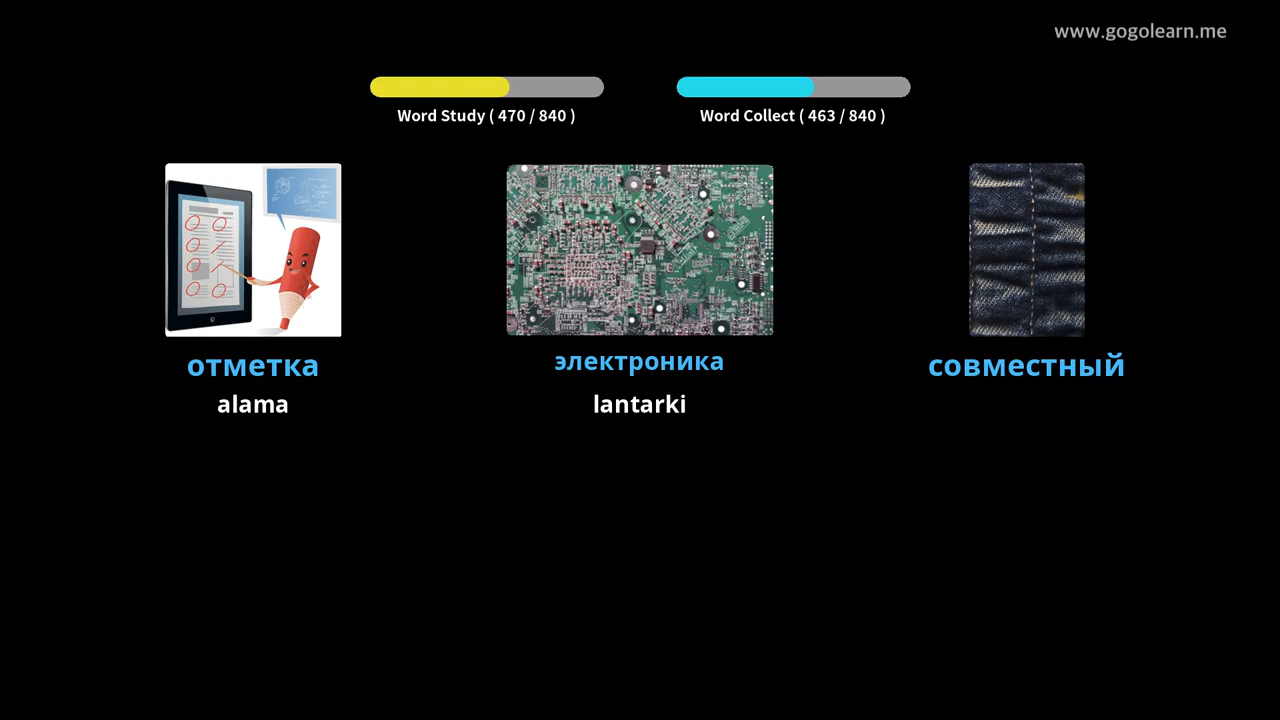 www.gogolearn.me
Word Study ( 470 / 840 )
Word Collect ( 463 / 840 )
отметка
электроника
совместный
alama
lantarki